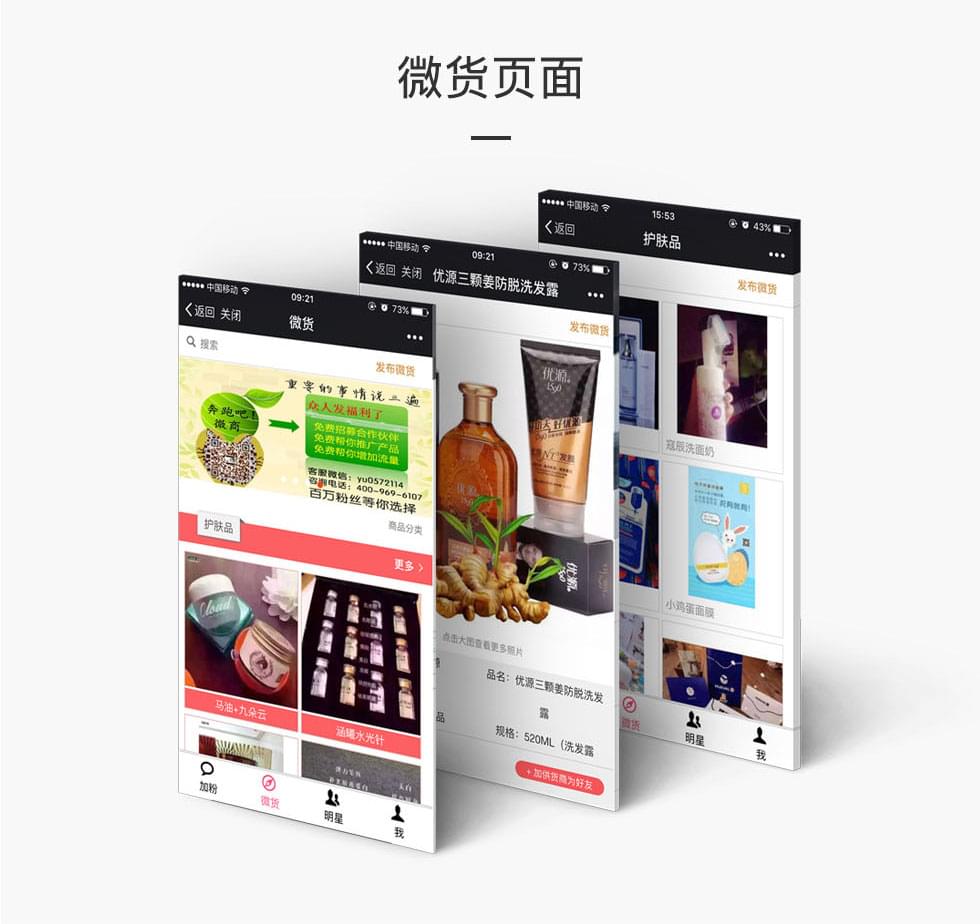 微货页面
中国移动
09:21
73%
返回 关闭
微货
搜索
发布微货
重要的事情说三遍
奔跑吧！
微商
众人发福利了
免费招募合作伙伴
免费帮你推广产品
免费帮你增加流量
客服微信：yu0572114
咨询电话：400-969-6107
百万粉丝等你选择
商品分类
护肤品
更多
Cloud
马油+九朵云
涵曦水光针
加粉
微货
明星
我
中国移动
09:21
73%
返回 关闭
优源三颗姜防脱洗发露
发布微货
优源
1590
优源
点击大图查看更多照片
品名：优源三颗姜防脱洗发
露
规格：520ML（洗发露
+ 加供货商为好友
中国移动
15:53
43%
返回
护肤品
发布微货
寇辰洗面奶
小鸡蛋面膜
微货
明星
我